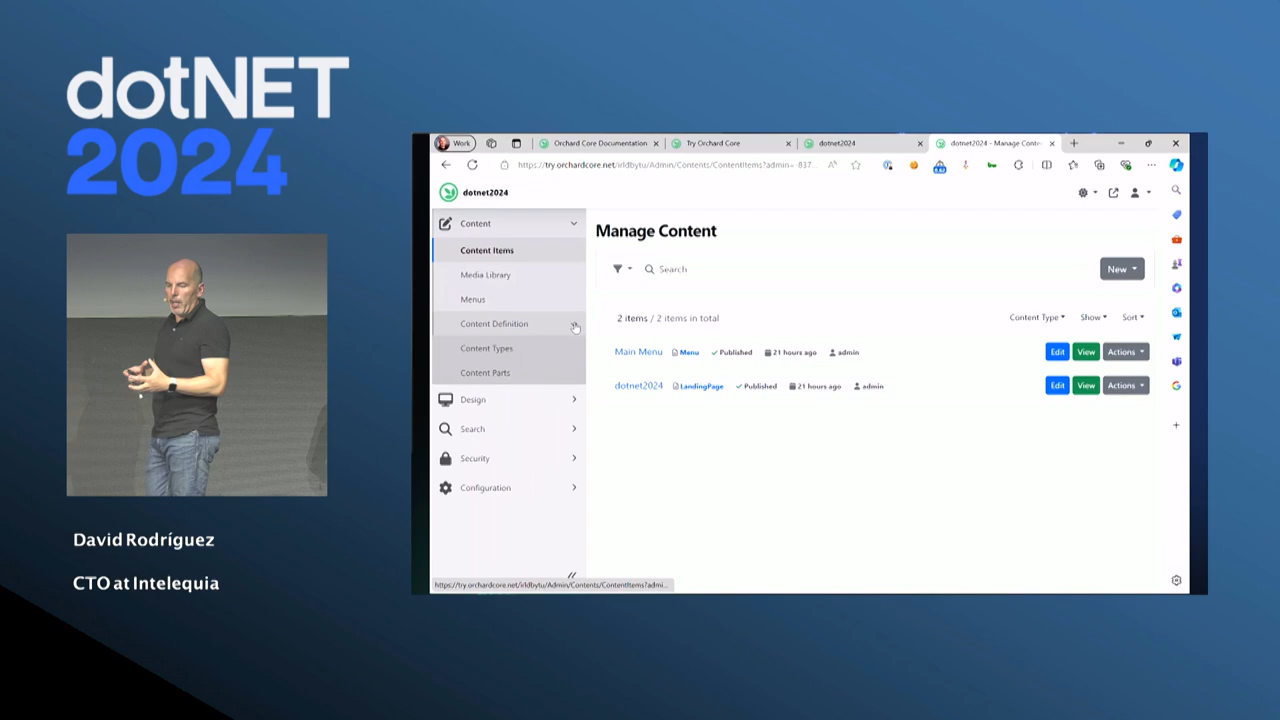 dotNET
2024
David Rodríguez
CTO at Intelequia
Work
Orchard Core Documentation
Try Orchard Core
dotnet2024
dotnet2024 - Manage Conte
dotnet2024
Content
Content Items
Media Library
Menus
Content Definition
Content Types
Content Parts
Design
Search
Security
Configuration
Manage Content
Search
New
2 items / 2 items in total
Content Type
Show
Sort
Main Menu Menu Published 21 hours ago admin
Edit View Actions
dotnet2024 LandingPage Published 21 hours ago admin
Edit View Actions